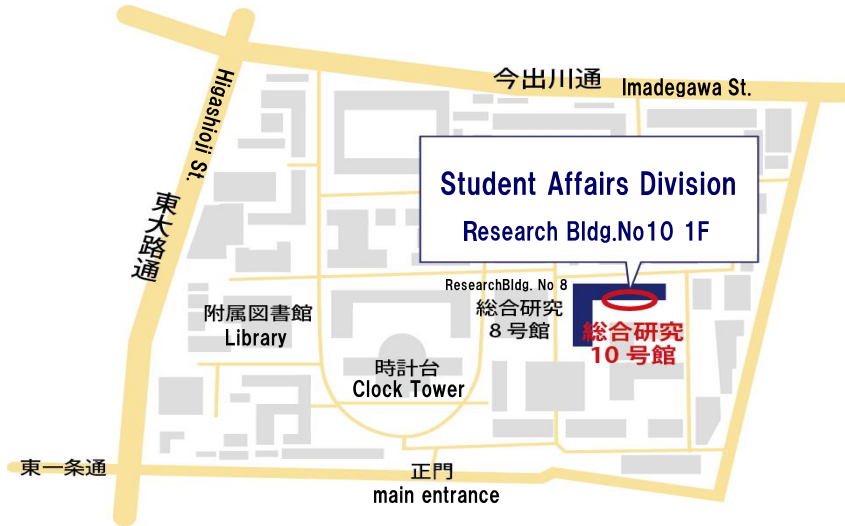 今出川通
Imadegawa St.
Higashioji St.
東大路通
Student Affairs Division
Research Bldg.No10 1F
ResearchBldg. No 8
総合研究
8号館
総合研究
10号館
附属図書館
Library
時計台
Clock Tower
東一条通
正門
main entrance